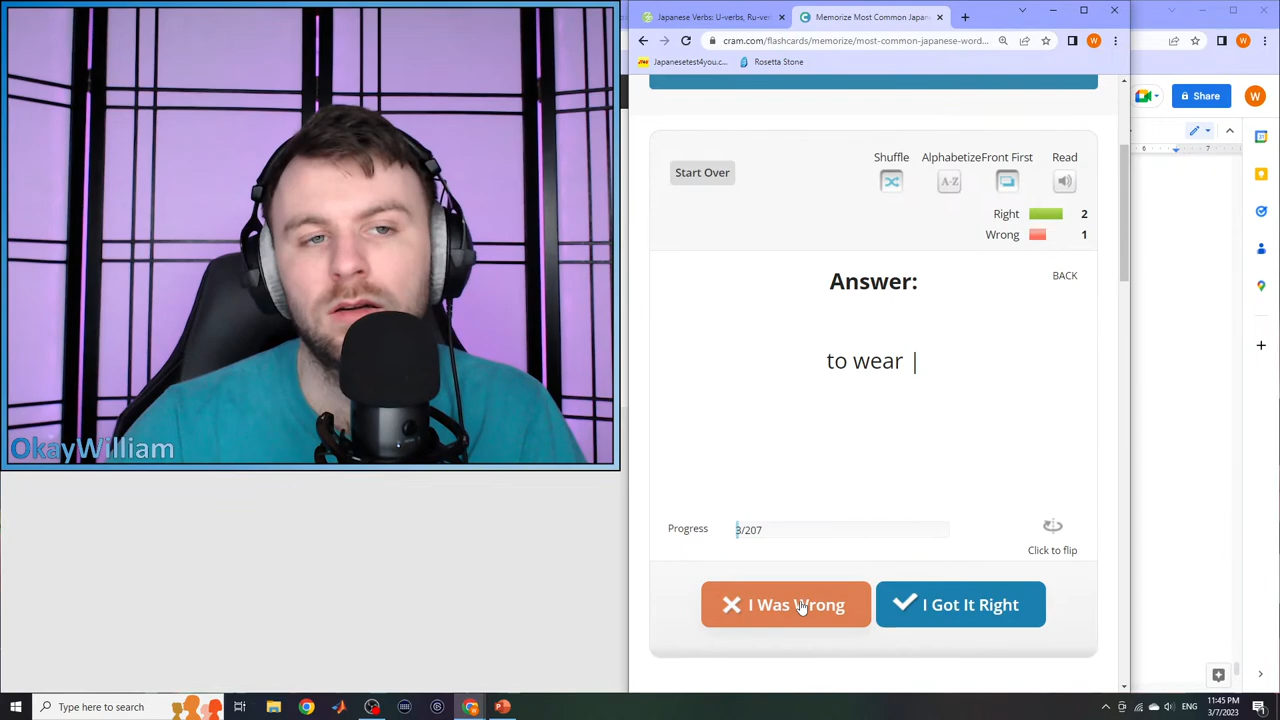 Japanese Verbs: U-verbs, Ru-ver
Memorize Most Common Japan
cram.com/flashcards/memorize/most-common-japanese-word...
Japanesetest4you.c...
Rosetta Stone
W
W
Share
W
6
7
Start Over
Shuffle
Alphabetize
Front First
Read
A-Z
Right 2
Wrong 1
Answer:
BACK
to wear |
OkayWilliam
Progress
3/207
Click to flip
I Was Wrong
I Got It Right
Type here to search
ENG
11:45 PM
3/7/2023